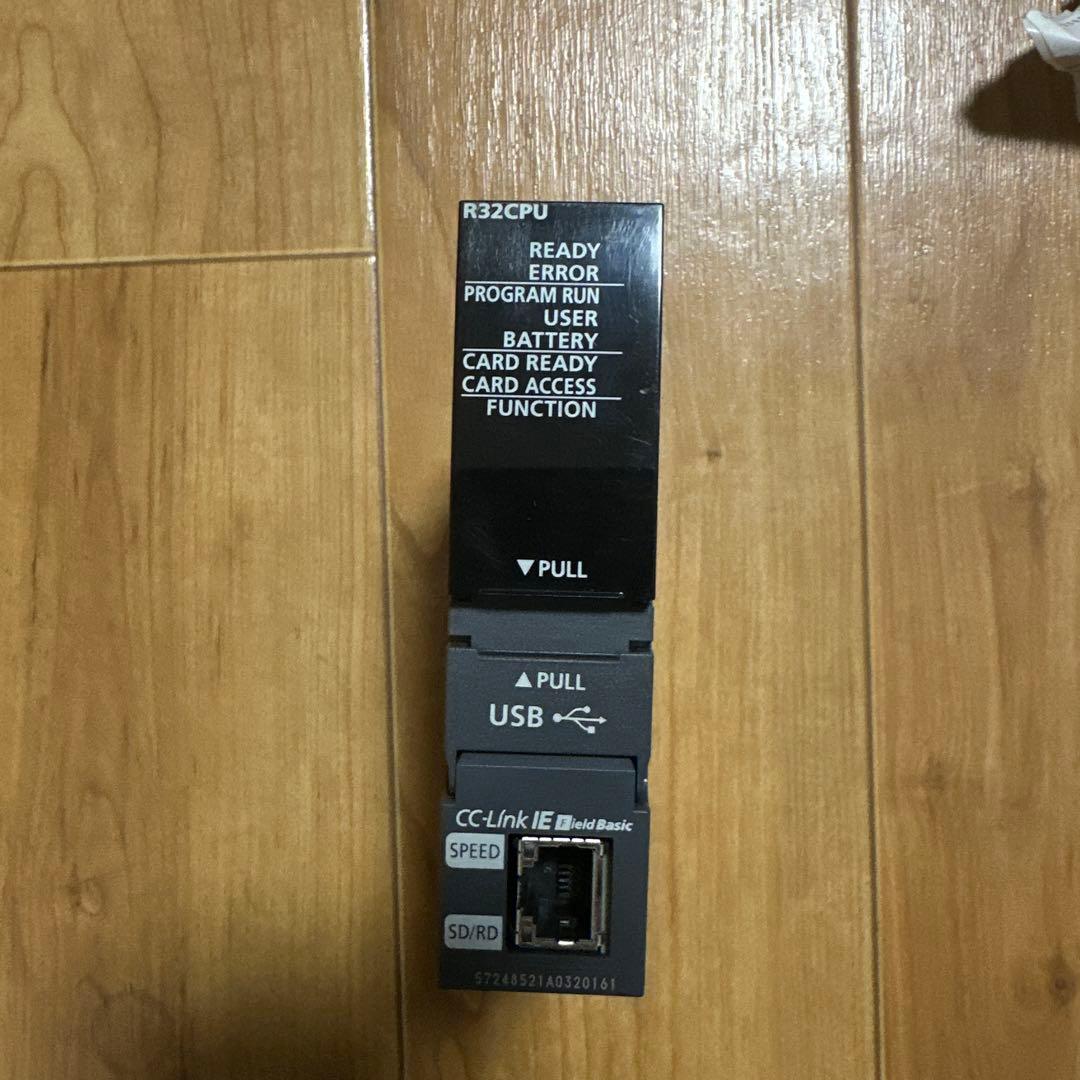 R32CPU
READY
ERROR
PROGRAM RUN
USER
BATTERY
CARD READY
CARD ACCESS
FUNCTION
▼PULL
▲PULL
USB
CC-Link IE Field Basic
SPEED
SD/RD
57248521A0320161